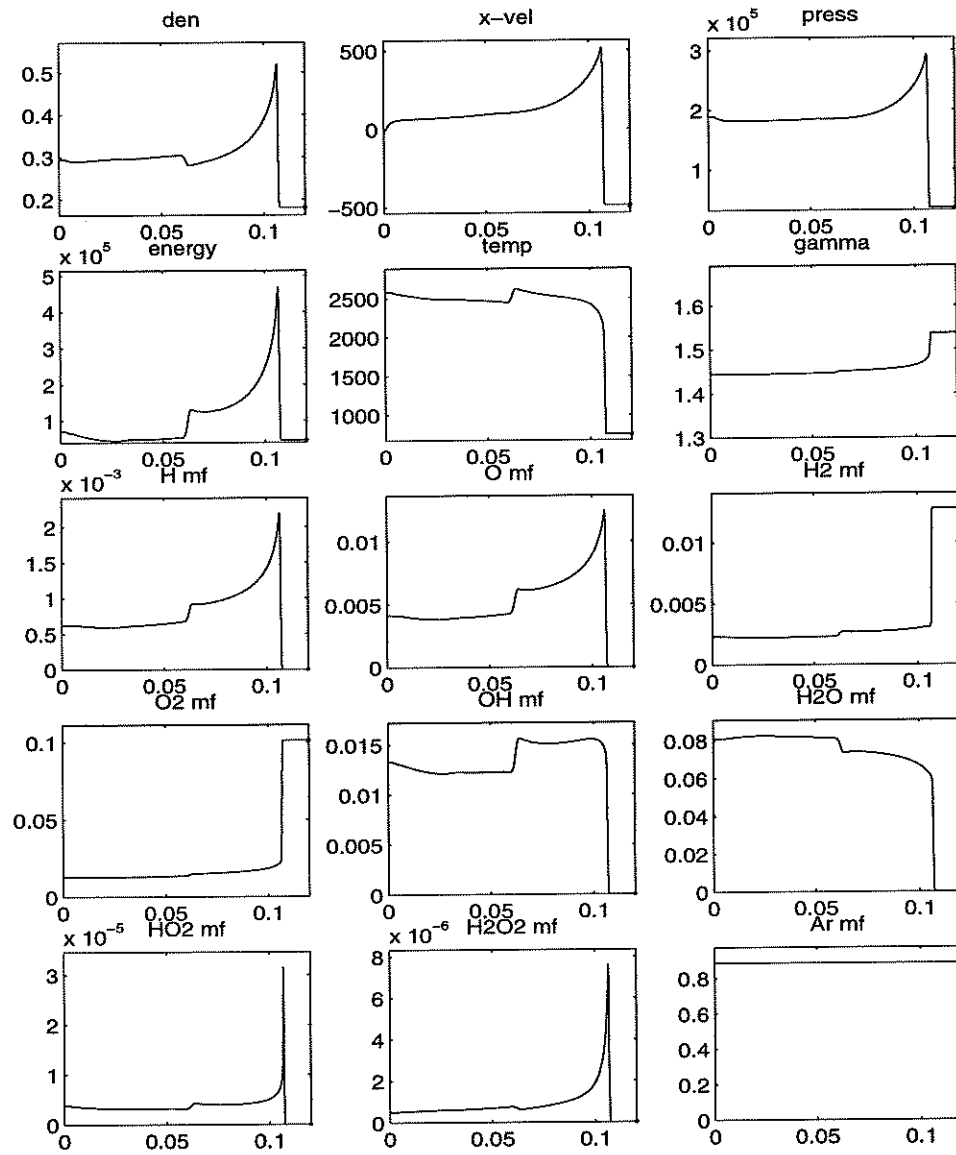 den x−vel press
x 10^5
0.5 500 3
0.4 2
0.3 0
0.2 −500 1
0 0.05 0.1 0 0.05 0.1 0 0.05 0.1
energy temp gamma
x 10^5
5 2500 1.6
4 2000
3 1.5
2 1500 1.4
1 1000 1.3
0 0.05 0.1 0 0.05 0.1 0 0.05 0.1
H mf O mf H2 mf
x 10^−3
2 0.01 0.01
1.5
1 0.005 0.005
0.5
0 0 0
0 0.05 0.1 0 0.05 0.1 0 0.05 0.1
O2 mf OH mf H2O mf
0.1 0.015 0.08
0.06
0.05 0.01 0.04
0.005 0.02
0 0 0
0 0.05 0.1 0 0.05 0.1 0 0.05 0.1
HO2 mf H2O2 mf Ar mf
x 10^−5 x 10^−6
3 8 0.8
2 6 0.6
4 0.4
1 2 0.2
0 0 0
0 0.05 0.1 0 0.05 0.1 0 0.05 0.1